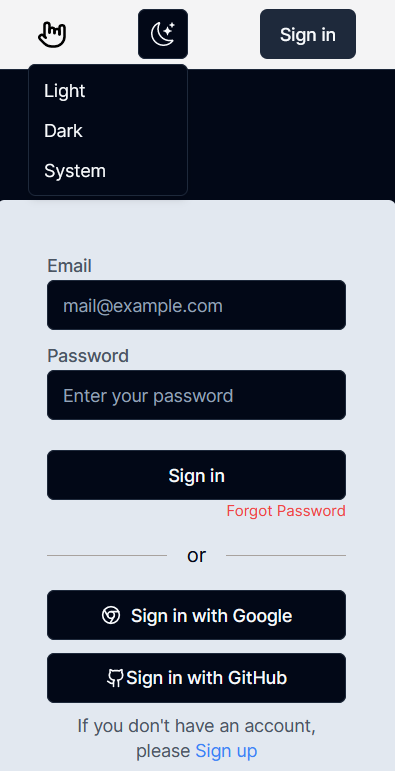 Sign in
Light
Dark
System
Email
mail@example.com
Password
Enter your password
Sign in
Forgot Password
or
Sign in with Google
Sign in with GitHub
If you don't have an account,
please Sign up